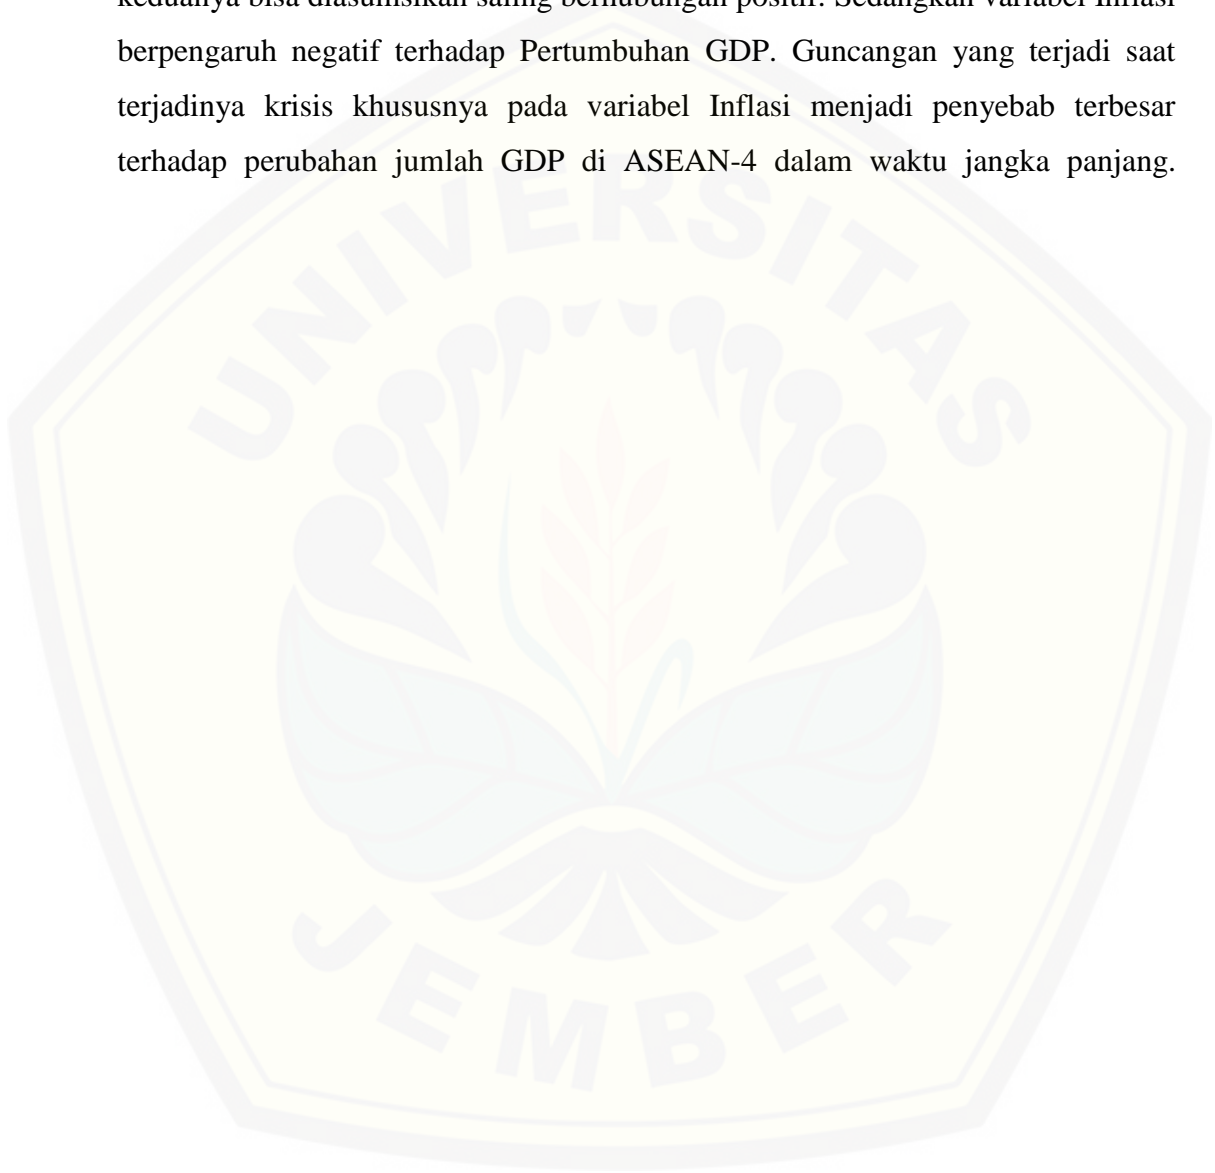 keduanya bisa diasumsikan saling berhubungan positif. Sedangkan variabel Inflasi
berpengaruh negatif terhadap Pertumbuhan GDP. Guncangan yang terjadi saat
terjadinya krisis khususnya pada variabel Inflasi menjadi penyebab terbesar
terhadap perubahan jumlah GDP di ASEAN-4 dalam waktu jangka panjang.
UNIVERSITAS
JEMBER